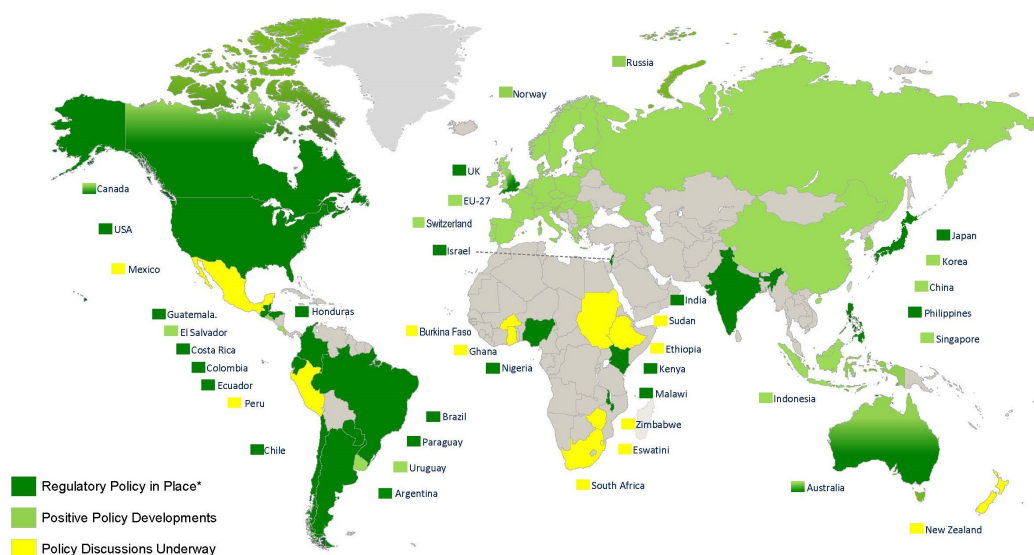 Russia
Norway
UK
Canada
EU-27
USA
Switzerland
Japan
Israel
Korea
Mexico
China
India
Guatemala.
Honduras
Philippines
Sudan
El Salvador
Burkina Faso
Singapore
Costa Rica
Ghana
Ethiopia
Colombia
Nigeria
Kenya
Ecuador
Malawi
Indonesia
Peru
Brazil
Zimbabwe
Paraguay
Chile
Eswatini
Uruguay
South Africa
Australia
Argentina
New Zealand
Regulatory Policy in Place*
Positive Policy Developments
Policy Discussions Underway